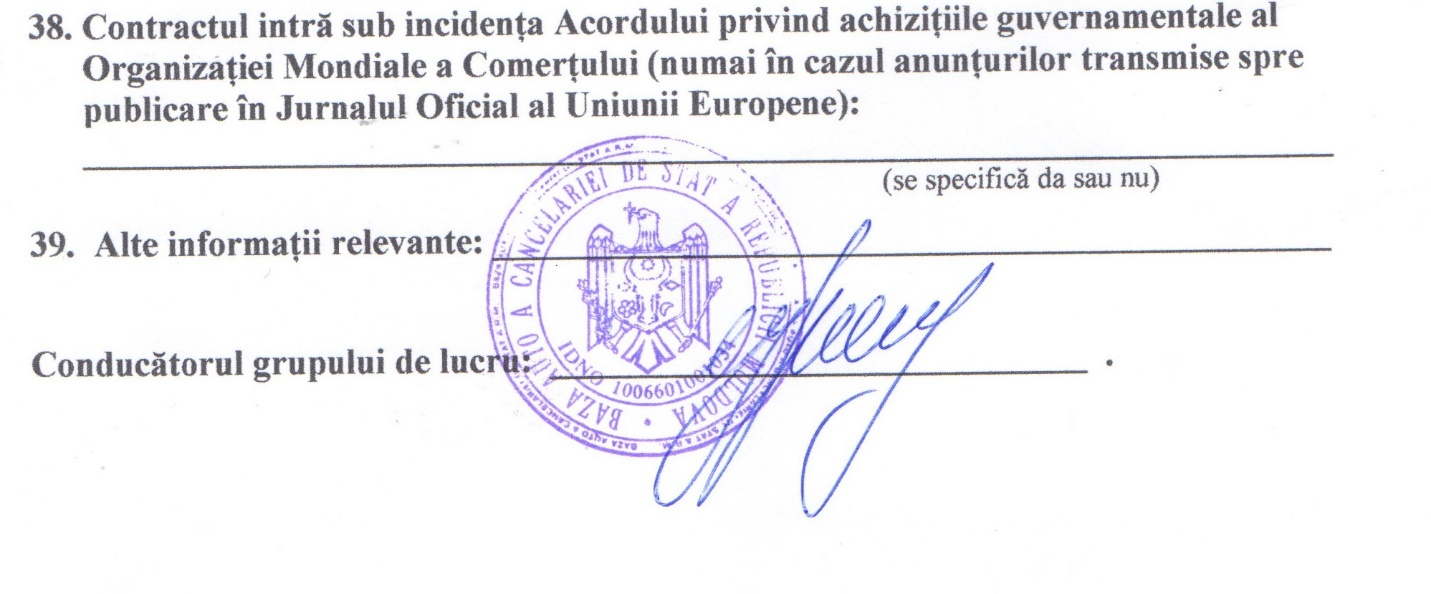 38. Contractul intră sub incidența Acordului privind achizițiile guvernamentale al
Organizației Mondiale a Comerțului (numai în cazul anunțurilor transmise spre
publicare în Jurnalul Oficial al Uniunii Europene):
(se specifică da sau nu)
39. Alte informații relevante:
Conducătorul grupului de lucru: .
BAZA AUTO A CANCELARIEI DE STAT A REPUBLICII MOLDOVA
IDNO 1006601001034